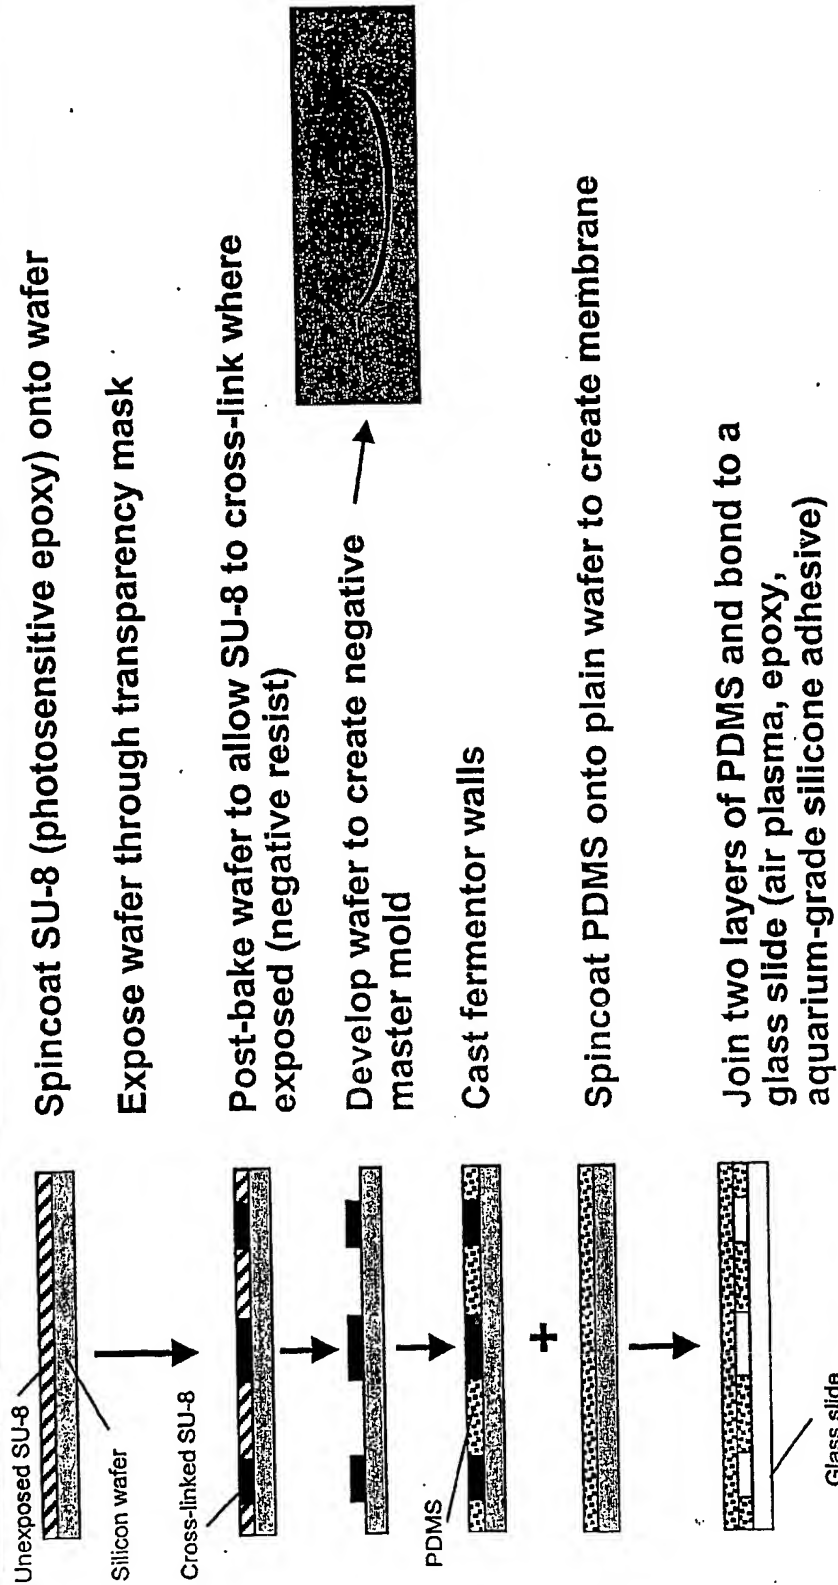 Unexposed SU-8
Silicon wafer
Cross-linked SU-8
PDMS
+
Glass slide
Spincoat SU-8 (photosensitive epoxy) onto wafer
Expose wafer through transparency mask
Post-bake wafer to allow SU-8 to cross-link where
exposed (negative resist)
Develop wafer to create negative
master mold
Cast fermentor walls
Spincoat PDMS onto plain wafer to create membrane
Join two layers of PDMS and bond to a
glass slide (air plasma, epoxy,
aquarium-grade silicone adhesive)